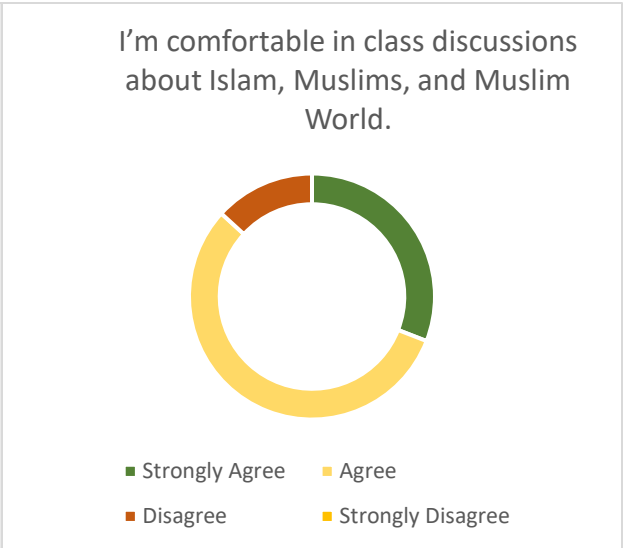 I’m comfortable in class discussions
about Islam, Muslims, and Muslim
World.
Strongly Agree Agree
Disagree Strongly Disagree